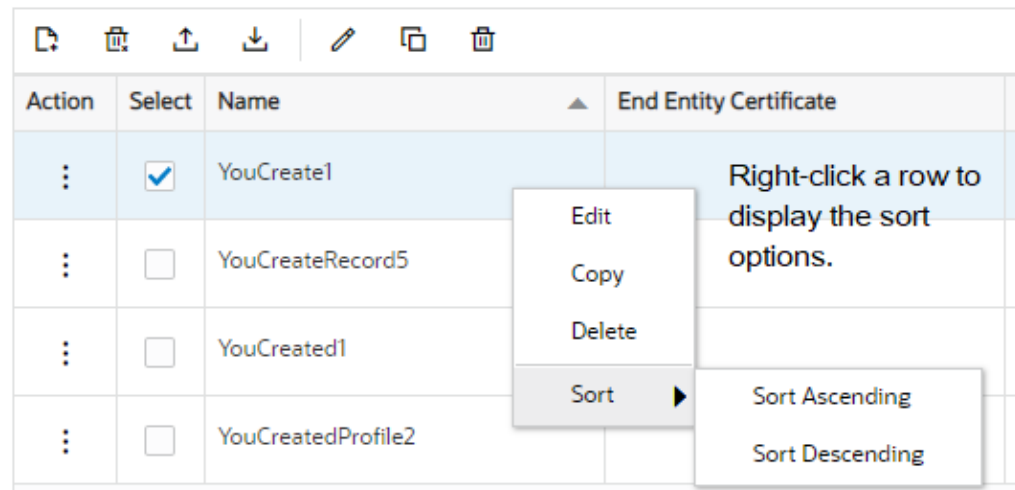 Action Select Name End Entity Certificate
YouCreate1
Right-click a row to
display the sort
options.
Edit
YouCreateRecord5
Copy
Delete
YouCreated1
Sort
Sort Ascending
YouCreatedProfile2
Sort Descending